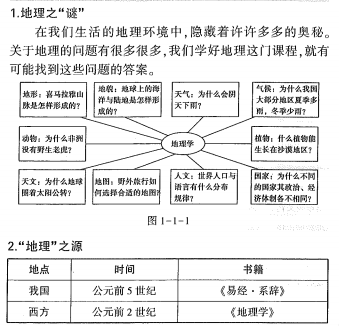 1.地理之“谜”
在我们生活的地理环境中,隐藏着许许多多的奥秘。
关于地理的问题有很多很多,我们学好地理这门课程,就有
可能找到这些问题的答案。
地形:喜马拉雅山
脉是怎样形成的?
地貌:地球上的海
洋与陆地是怎样形
成的?
天气:为什么会阴
天下雨?
气候:为什么我国
大部分地区夏季多
雨,冬季少雨?
动物:为什么非洲
没有野生老虎?
地理学
植物:什么植物能
生长在沙漠地区?
天文:为什么地球
围着太阳公转?
地图:野外旅行如
何选择合适的地图?
人文:世界人口与
语言有什么分布
规律?
国家:为什么不同
的国家其政治、经
济体制各不相同?
图 1-1-1
2.“地理”之源
地点 时间 书籍
我国 公元前 5 世纪 《易经·系辞》
西方 公元前 2 世纪 《地理学》